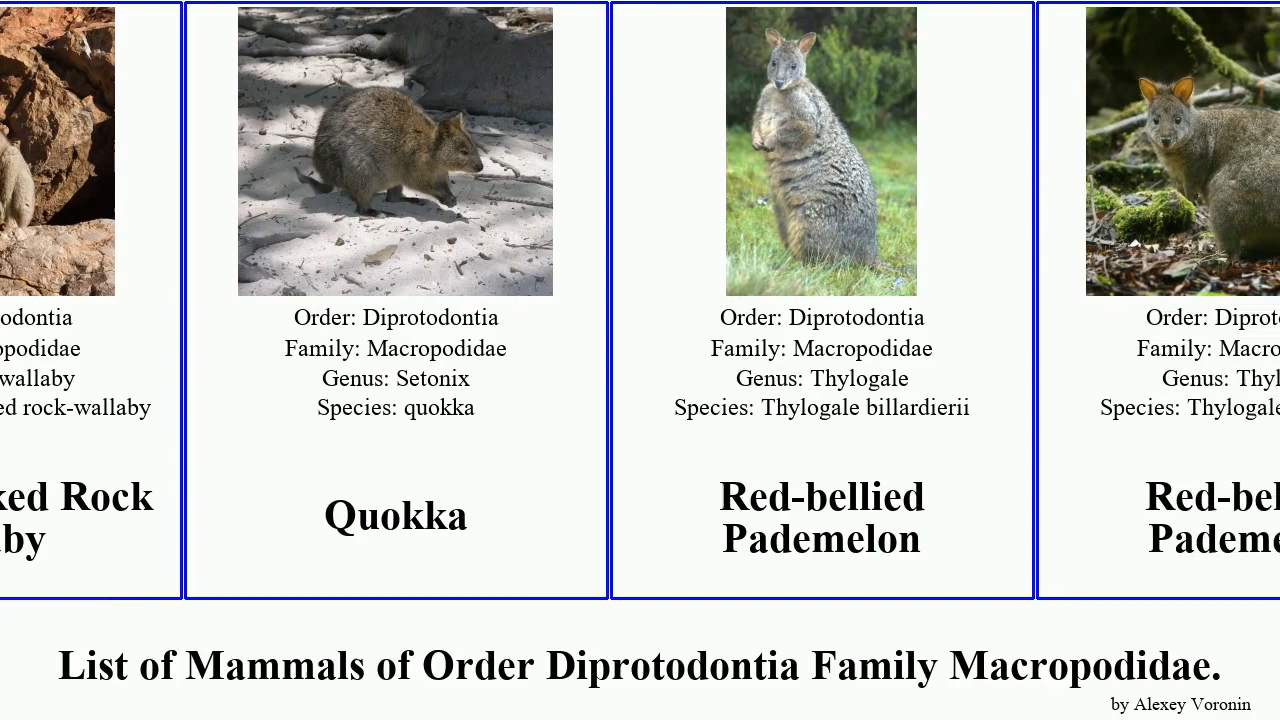 odontia
opodidae
wallaby
ed rock-wallaby
ked Rock
by
Order: Diprotodontia
Family: Macropodidae
Genus: Setonix
Species: quokka
Quokka
Order: Diprotodontia
Family: Macropodidae
Genus: Thylogale
Species: Thylogale billardierii
Red-bellied
Pademelon
Order: Diprot
Family: Macro
Genus: Thyl
Species: Thylogale
Red-bel
Pademe
List of Mammals of Order Diprotodontia Family Macropodidae.
by Alexey Voronin